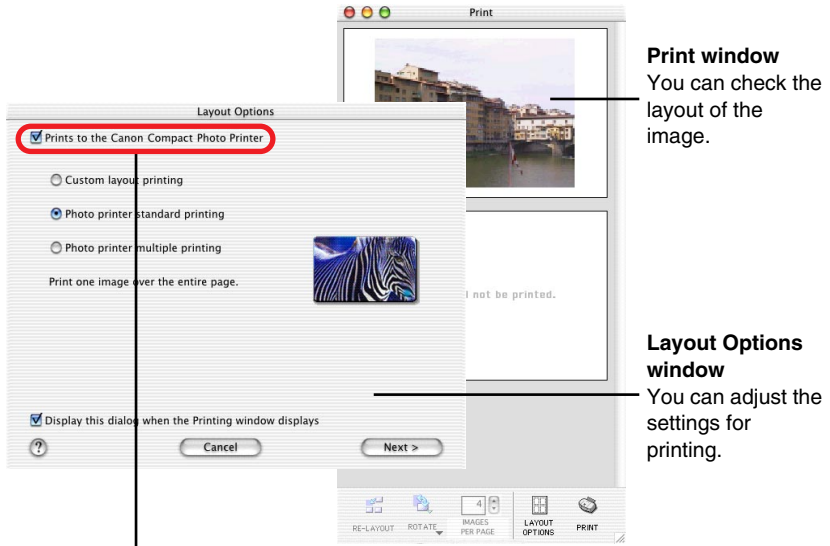 Print
Print window
You can check the
layout of the
image.
Layout Options
Prints to the Canon Compact Photo Printer
Custom layout printing
Photo printer standard printing
Photo printer multiple printing
Print one image over the entire page.
not be printed.
Layout Options
window
You can adjust the
settings for
printing.
Display this dialog when the Printing window displays
?
Cancel
Next >
4
RE-LAYOUT
ROTATE
IMAGES
PER PAGE
LAYOUT
OPTIONS
PRINT